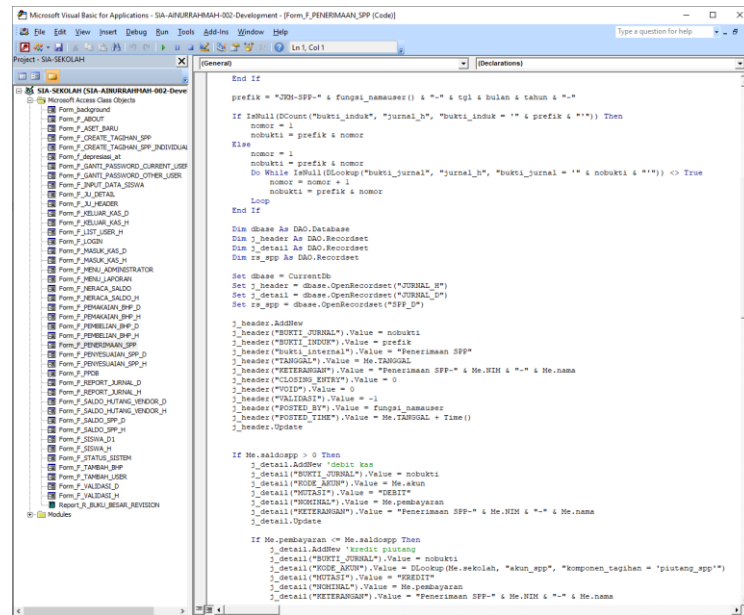 Microsoft Visual Basic for Applications - SIA-AINURRAHMAH-002-Development - [Form_F_PENERIMAAN_SPP (Code)]
File Edit View Insert Debug Run Tools Add-Ins Window Help
Type a question for help
Ln 1, Col 1
Project - SIA-SEKOLAH
(General)
(Declarations)
SIA-SEKOLAH (SIA-AINURRAHMAH-002-Deve
Microsoft Access Class Objects
Form_background
Form_F_ABOUT
Form_F_ASET_BARU
Form_F_CREATE_TAGIHAN_SPP
Form_F_CREATE_TAGIHAN_SPP_INDIVIDUAL
Form_f_depresiasi_at
Form_F_GANTI_PASSWORD_CURRENT_USER
Form_F_GANTI_PASSWORD_OTHER_USER
Form_F_INPUT_DATA_SISWA
Form_F_JU_DETAIL
Form_F_JU_HEADER
Form_F_KELUAR_KAS_D
Form_F_KELUAR_KAS_H
Form_F_LIST_USER_H
Form_F_LOGIN
Form_F_MASUK_KAS_D
Form_F_MASUK_KAS_H
Form_F_MENU_ADMINISTRATOR
Form_F_MENU_LAPORAN
Form_F_NERACA_SALDO
Form_F_NERACA_SALDO_H
Form_F_PEMAKAIAN_BHP_D
Form_F_PEMAKAIAN_BHP_H
Form_F_PEMBELIAN_BHP_D
Form_F_PEMBELIAN_BHP_H
Form_F_PENERIMAAN_SPP
Form_F_PENYESUAIAN_SPP_D
Form_F_PENYESUAIAN_SPP_H
Form_F_PPDB
Form_F_REPORT_JURNAL_D
Form_F_REPORT_JURNAL_H
Form_F_SALDO_HUTANG_VENDOR_D
Form_F_SALDO_HUTANG_VENDOR_H
Form_F_SALDO_SPP_D
Form_F_SALDO_SPP_H
Form_F_SISWA_D1
Form_F_SISWA_H
Form_F_STATUS_SISTEM
Form_F_TAMBAH_BHP
Form_F_TAMBAH_USER
Form_F_VALIDASI_D
Form_F_VALIDASI_H
Report_R_BUKU_BESAR_REVISION
Modules
End If
prefik = "JKM-SPP-" & fungsi_namauser() & "-" & tgl & bulan & tahun & "-"
If IsNull(DCount("bukti_induk", "jurnal_h", "bukti_induk = '" & prefik & "'")) Then
nomor = 1
nobukti = prefik & nomor
Else
nomor = 1
nobukti = prefik & nomor
Do While IsNull(DLookup("bukti_jurnal", "jurnal_h", "bukti_jurnal = '" & nobukti & "'")) <> True
nomor = nomor + 1
nobukti = prefik & nomor
Loop
End If
Dim dbase As DAO.Database
Dim j_header As DAO.Recordset
Dim j_detail As DAO.Recordset
Dim rs_spp As DAO.Recordset
Set dbase = CurrentDb
Set j_header = dbase.OpenRecordset("JURNAL_H")
Set j_detail = dbase.OpenRecordset("JURNAL_D")
Set rs_spp = dbase.OpenRecordset("SPP_D")
j_header.AddNew
j_header("BUKTI_JURNAL").Value = nobukti
j_header("BUKTI_INDUK").Value = prefik
j_header("bukti_internal").Value = "Penerimaan SPP"
j_header("TANGGAL").Value = Me.TANGGAL
j_header("KETERANGAN").Value = "Penerimaan SPP-" & Me.NIM & "-" & Me.nama
j_header("CLOSING_ENTRY").Value = 0
j_header("VOID").Value = 0
j_header("VALIDASI").Value = -1
j_header("POSTED_BY").Value = fungsi_namauser
j_header("POSTED_TIME").Value = Me.TANGGAL + Time()
j_header.Update
If Me.saldospp > 0 Then
j_detail.AddNew 'debit kas
j_detail("BUKTI_JURNAL").Value = nobukti
j_detail("KODE_AKUN").Value = Me.akun
j_detail("MUTASI").Value = "DEBIT"
j_detail("NOMINAL").Value = Me.pembayaran
j_detail("KETERANGAN").Value = "Penerimaan SPP-" & Me.NIM & "-" & Me.nama
j_detail.Update
If Me.pembayaran <= Me.saldospp Then
j_detail.AddNew 'kredit piutang
j_detail("BUKTI_JURNAL").Value = nobukti
j_detail("KODE_AKUN").Value = DLookup(Me.sekolah, "akun_spp", "komponen_tagihan = 'piutang_spp'")
j_detail("MUTASI").Value = "KREDIT"
j_detail("NOMINAL").Value = Me.pembayaran
j_detail("KETERANGAN").Value = "Penerimaan SPP-" & Me.NIM & "-" & Me.nama